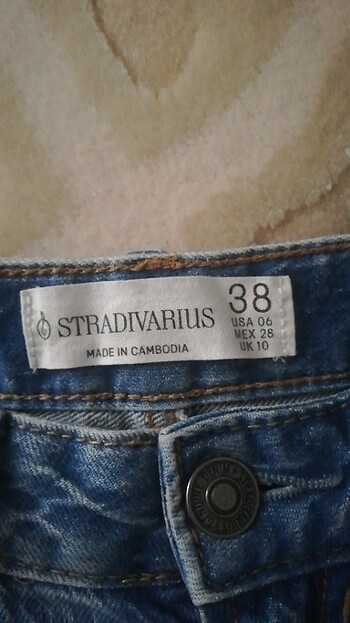 STRADIVARIUS
MADE IN CAMBODIA
38
USA 06
MEX 28
UK 10